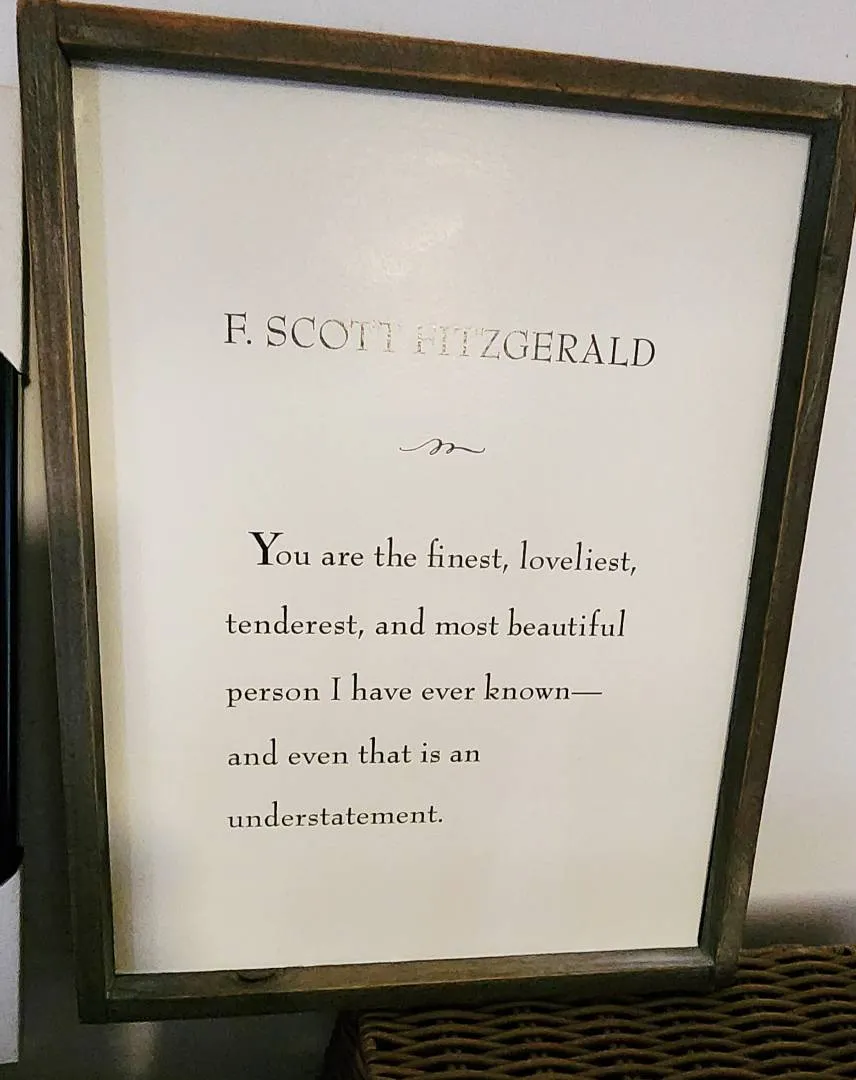 F. SCOTT FITZGERALD
You are the finest, loveliest,
tenderest, and most beautiful
person I have ever known—
and even that is an
understatement.